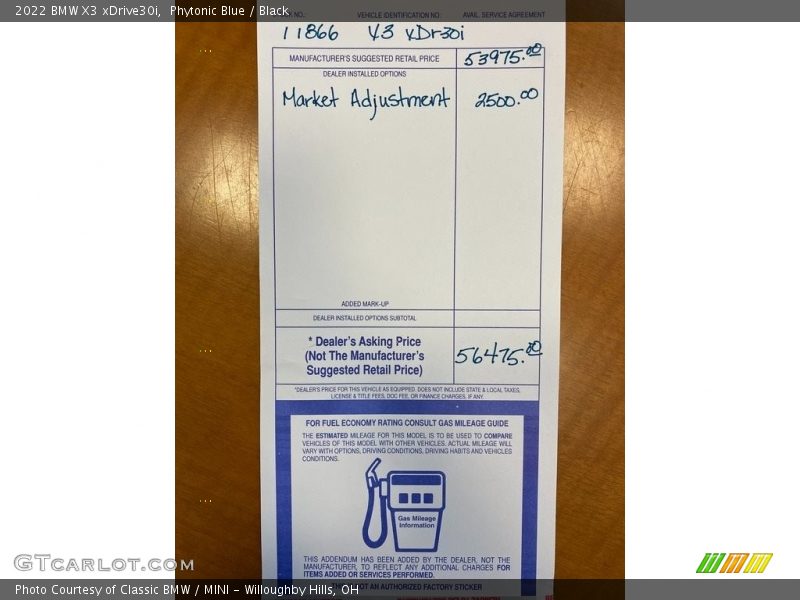 2022 BMW X3 xDrive30i,  Phytonic Blue / Black
NO.: VEHICLE IDENTIFICATION NO: AVAIL. SERVICE AGREEMENT
11866 X3 xDr30i
MANUFACTURER'S SUGGESTED RETAIL PRICE 53975.00
DEALER INSTALLED OPTIONS
Market Adjustment 2500.00
ADDED MARK-UP
DEALER INSTALLED OPTIONS SUBTOTAL
* Dealer's Asking Price
(Not The Manufacturer's
Suggested Retail Price)
56475.00
*DEALER'S PRICE FOR THIS VEHICLE AS EQUIPPED, DOES NOT INCLUDE STATE & LOCAL TAXES,
LICENSE & TITLE FEES, DOC FEE, OR FINANCE CHARGES, IF ANY.
FOR FUEL ECONOMY RATING CONSULT GAS MILEAGE GUIDE
THE ESTIMATED MILEAGE FOR THIS MODEL IS TO BE USED TO COMPARE
VEHICLES OF THIS MODEL WITH OTHER VEHICLES. ACTUAL MILEAGE WILL
VARY WITH OPTIONS, DRIVING CONDITIONS, DRIVING HABITS AND VEHICLES
CONDITIONS.
Gas Mileage
Information
THIS ADDENDUM HAS BEEN ADDED BY THE DEALER, NOT THE
MANUFACTURER, TO REFLECT ANY ADDITIONAL CHARGES FOR
ITEMS ADDED OR SERVICES PERFORMED.
NOT AN AUTHORIZED FACTORY STICKER
GTcarlot.com
Photo Courtesy of Classic BMW / MINI - Willoughby Hills, OH